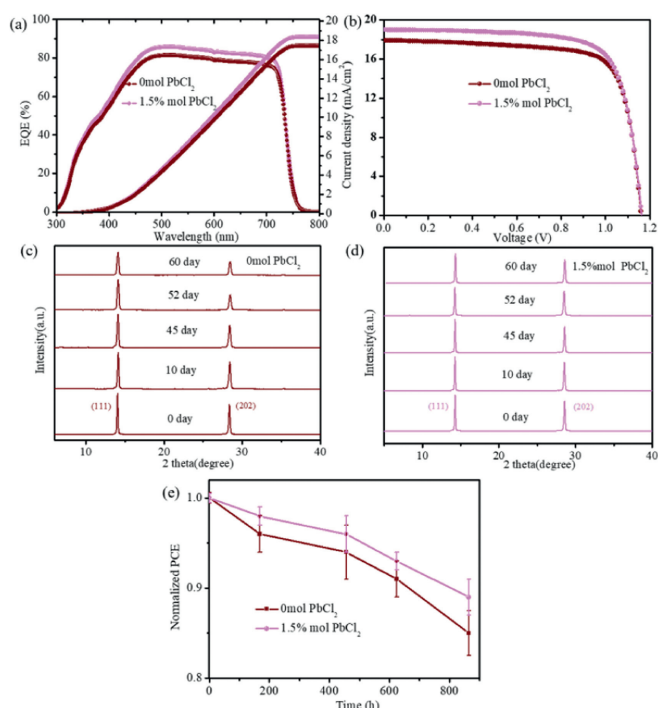 (a)
100
80
60
40
20
0
EQE (%)
300 400 500 600 700 800
Wavelength (nm)
20
18
16
14
12
10
8
6
4
2
0
Current density (mA/cm²)
0mol PbCl₂
1.5% mol PbCl₂
(b)
20
16
12
8
4
0
0.0 0.2 0.4 0.6 0.8 1.0 1.2
Voltage (V)
0mol PbCl₂
1.5% mol PbCl₂
(c)
Intensity(a.u.)
60 day
0mol PbCl₂
52 day
45 day
10 day
(111)
(202)
0 day
10 20 30 40
2 theta(degree)
(d)
Intensity(a.u.)
60 day
1.5%mol PbCl₂
52 day
45 day
10 day
(111)
(202)
0 day
10 20 30 40
2 theta(degree)
(e)
1.0
0.9
0.8
Normalized PCE
0mol PbCl₂
1.5% mol PbCl₂
0 200 400 600 800
Time (h)